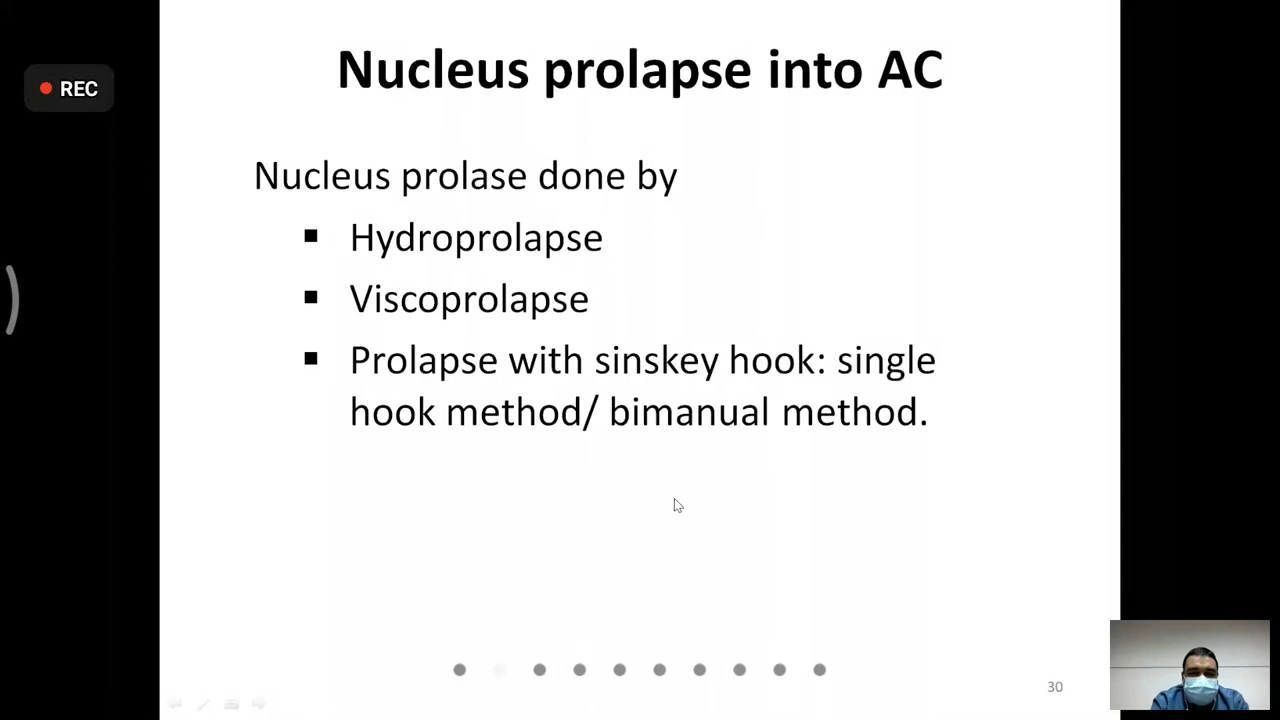 Nucleus prolapse into AC
REC
Nucleus prolase done by
▪ Hydroprolapse
▪ Viscoprolapse
▪ Prolapse with sinskey hook: single
hook method/ bimanual method.
30